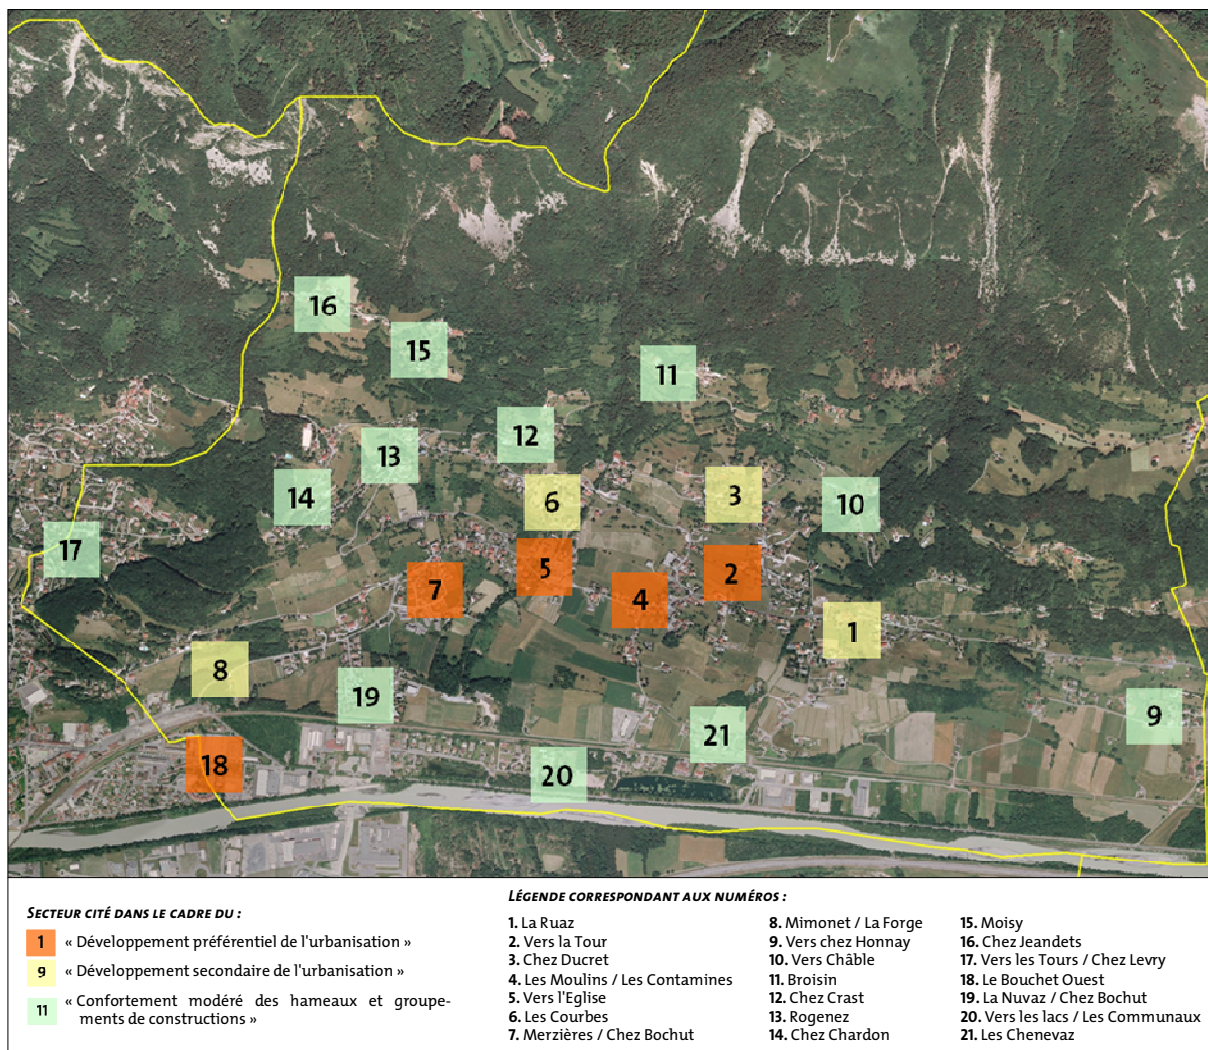 16
15
11
12
13
14
6
3
10
17
5
7
4
2
1
8
19
9
21
18
20
SECTEUR CITÉ DANS LE CADRE DU :
1 « Développement préférentiel de l'urbanisation »
9 « Développement secondaire de l'urbanisation »
11 « Confortement modéré des hameaux et groupe-
ments de constructions »
LÉGENDE CORRESPONDANT AUX NUMÉROS :
1. La Ruaz
2. Vers la Tour
3. Chez Ducret
4. Les Moulins / Les Contamines
5. Vers l'Eglise
6. Les Courbes
7. Merzières / Chez Bochut
8. Mimonet / La Forge
9. Vers chez Honnay
10. Vers Châble
11. Broisin
12. Chez Crast
13. Rogenez
14. Chez Chardon
15. Moisy
16. Chez Jeandets
17. Vers les Tours / Chez Levry
18. Le Bouchet Ouest
19. La Nuvaz / Chez Bochut
20. Vers les lacs / Les Communaux
21. Les Chenevaz